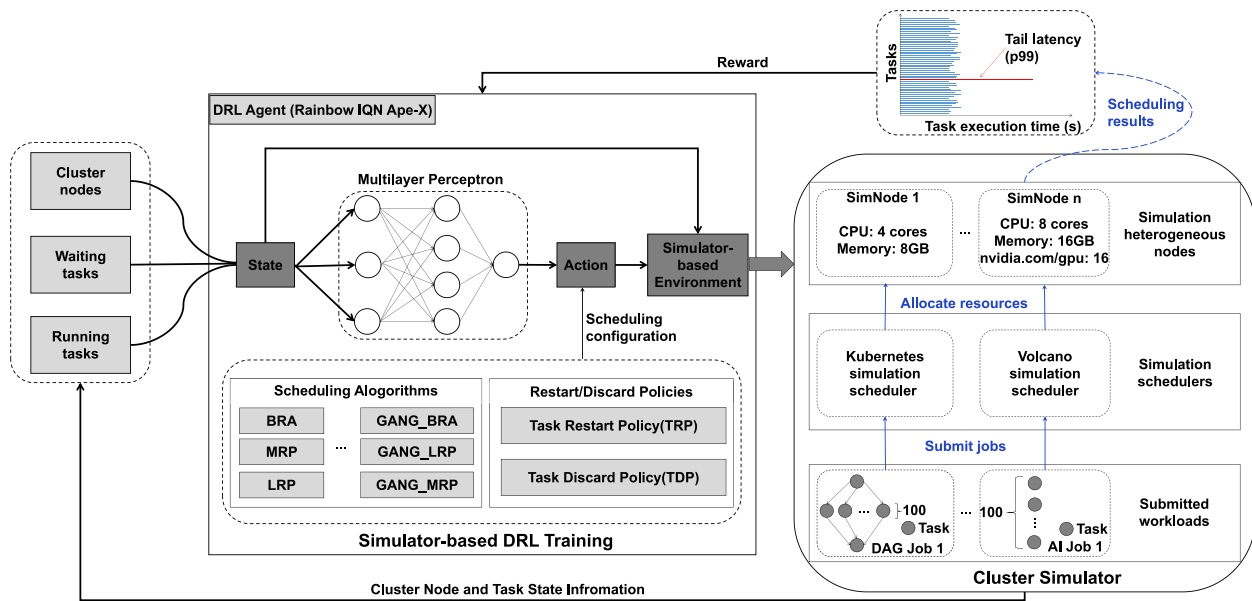 Tasks
Tail latency
(p99)
Task execution time (s)
Reward
Scheduling
results
DRL Agent (Rainbow IQN Ape-X)
Cluster
nodes
Waiting
tasks
Running
tasks
State
Multilayer Perceptron
Action
Simulator-
based
Environment
Scheduling
configuration
Scheduling Alogorithms
BRA
GANG_BRA
MRP
...
GANG_LRP
LRP
GANG_MRP
Restart/Discard Policies
Task Restart Policy(TRP)
Task Discard Policy(TDP)
Simulator-based DRL Training
SimNode 1
CPU: 4 cores
Memory: 8GB
...
SimNode n
CPU: 8 cores
Memory: 16GB
nvidia.com/gpu: 16
Simulation
heterogeneous
nodes
Allocate resources
Kubernetes
simulation
scheduler
Volcano
simulation
scheduler
Simulation
schedulers
Submit jobs
...
100
Task
DAG Job 1
...
100
Task
AI Job 1
Submitted
workloads
Cluster Simulator
Cluster Node and Task State Infromation